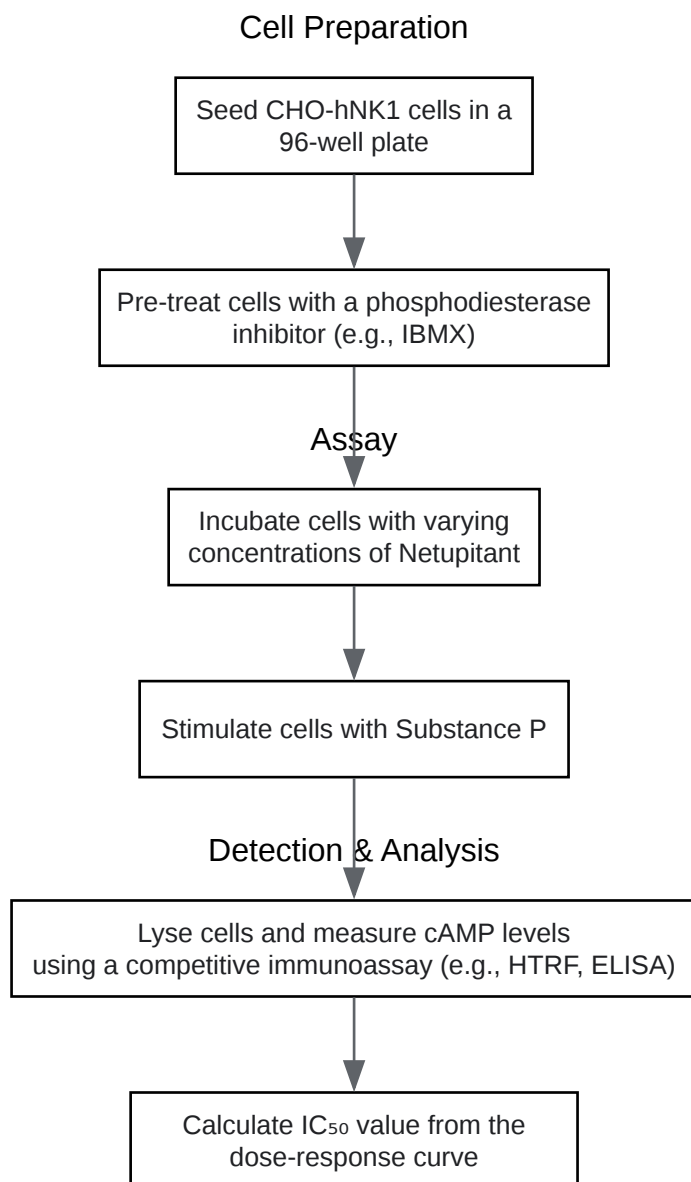 Cell Preparation
Seed CHO-hNK1 cells in a
96-well plate
Pre-treat cells with a phosphodiesterase
inhibitor (e.g., IBMX)
Assay
Incubate cells with varying
concentrations of Netupitant
Stimulate cells with Substance P
Detection & Analysis
Lyse cells and measure cAMP levels
using a competitive immunoassay (e.g., HTRF, ELISA)
Calculate IC₅₀ value from the
dose-response curve